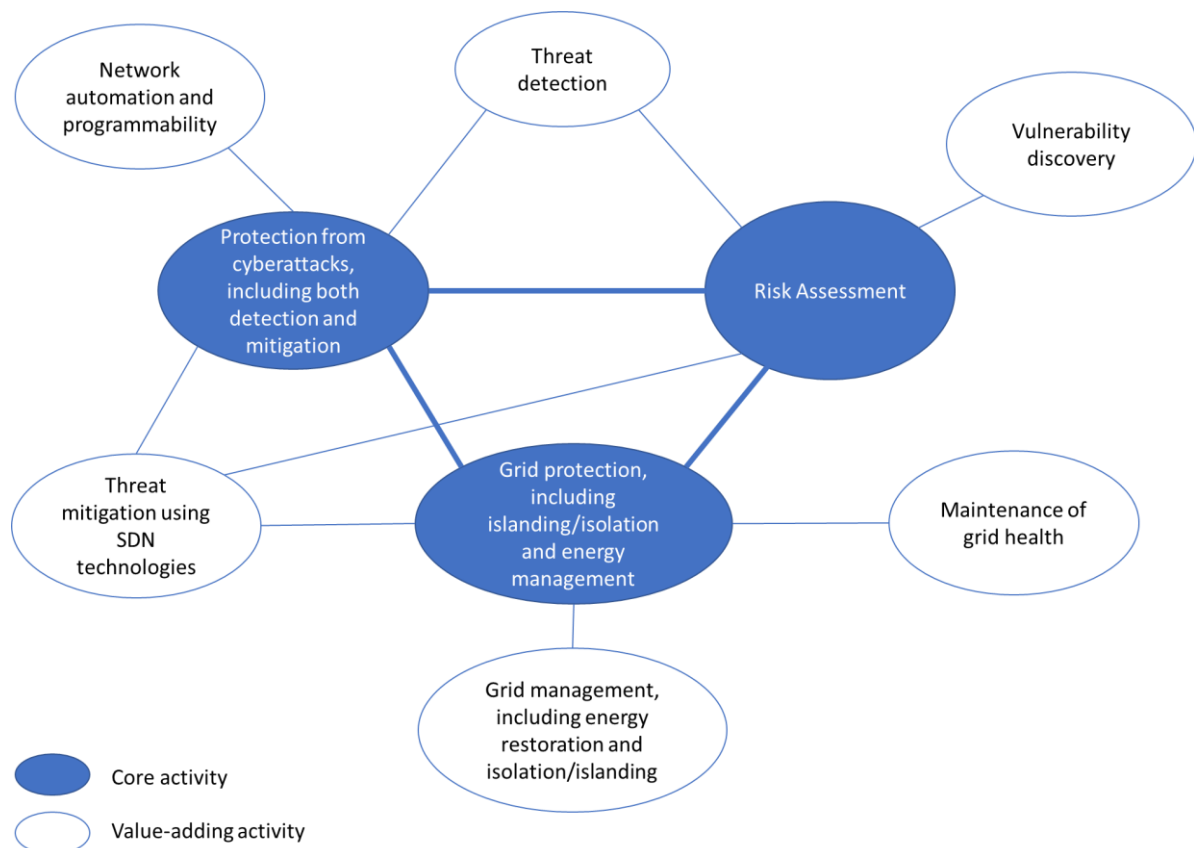 Network
automation and
programmability
Threat
detection
Vulnerability
discovery
Protection from
cyberattacks,
including both
detection and
mitigation
Risk Assessment
Threat
mitigation using
SDN
technologies
Grid protection,
including
islanding/isolation
and energy
management
Maintenance of
grid health
Grid management,
including energy
restoration and
isolation/islanding
Core activity
Value-adding activity